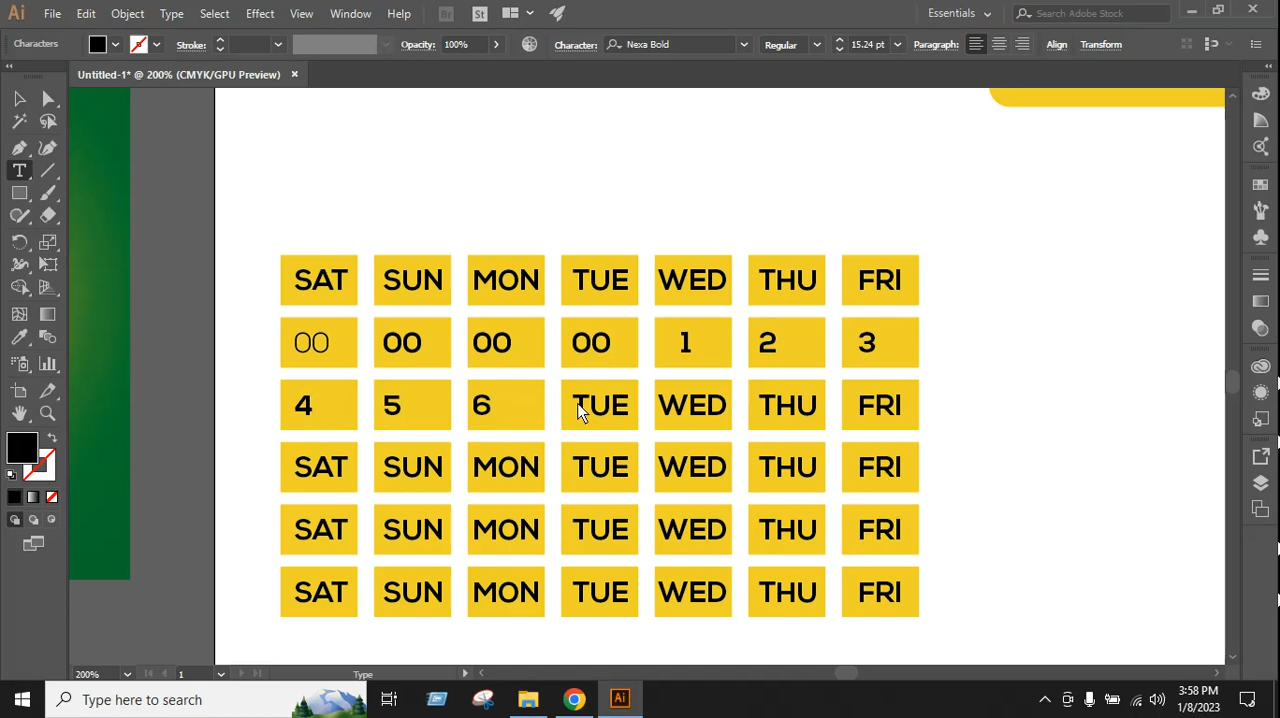 Ai File Edit Object Type Select Effect View Window Help Br St Essentials Search Adobe Stock
Characters Stroke: Opacity: 100% Character: Nexa Bold Regular 15.24 pt Paragraph: Align Transform
Untitled-1* @ 200% (CMYK/GPU Preview)
SAT SUN MON TUE WED THU FRI
00 00 00 00 1 2 3
4 5 6 TUE WED THU FRI
SAT SUN MON TUE WED THU FRI
SAT SUN MON TUE WED THU FRI
SAT SUN MON TUE WED THU FRI
200% 1 Type
Type here to search Ai 3:58 PM
1/8/2023